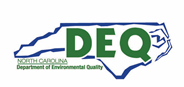 DEQ
NORTH CAROLINA
Department of Environmental Quality